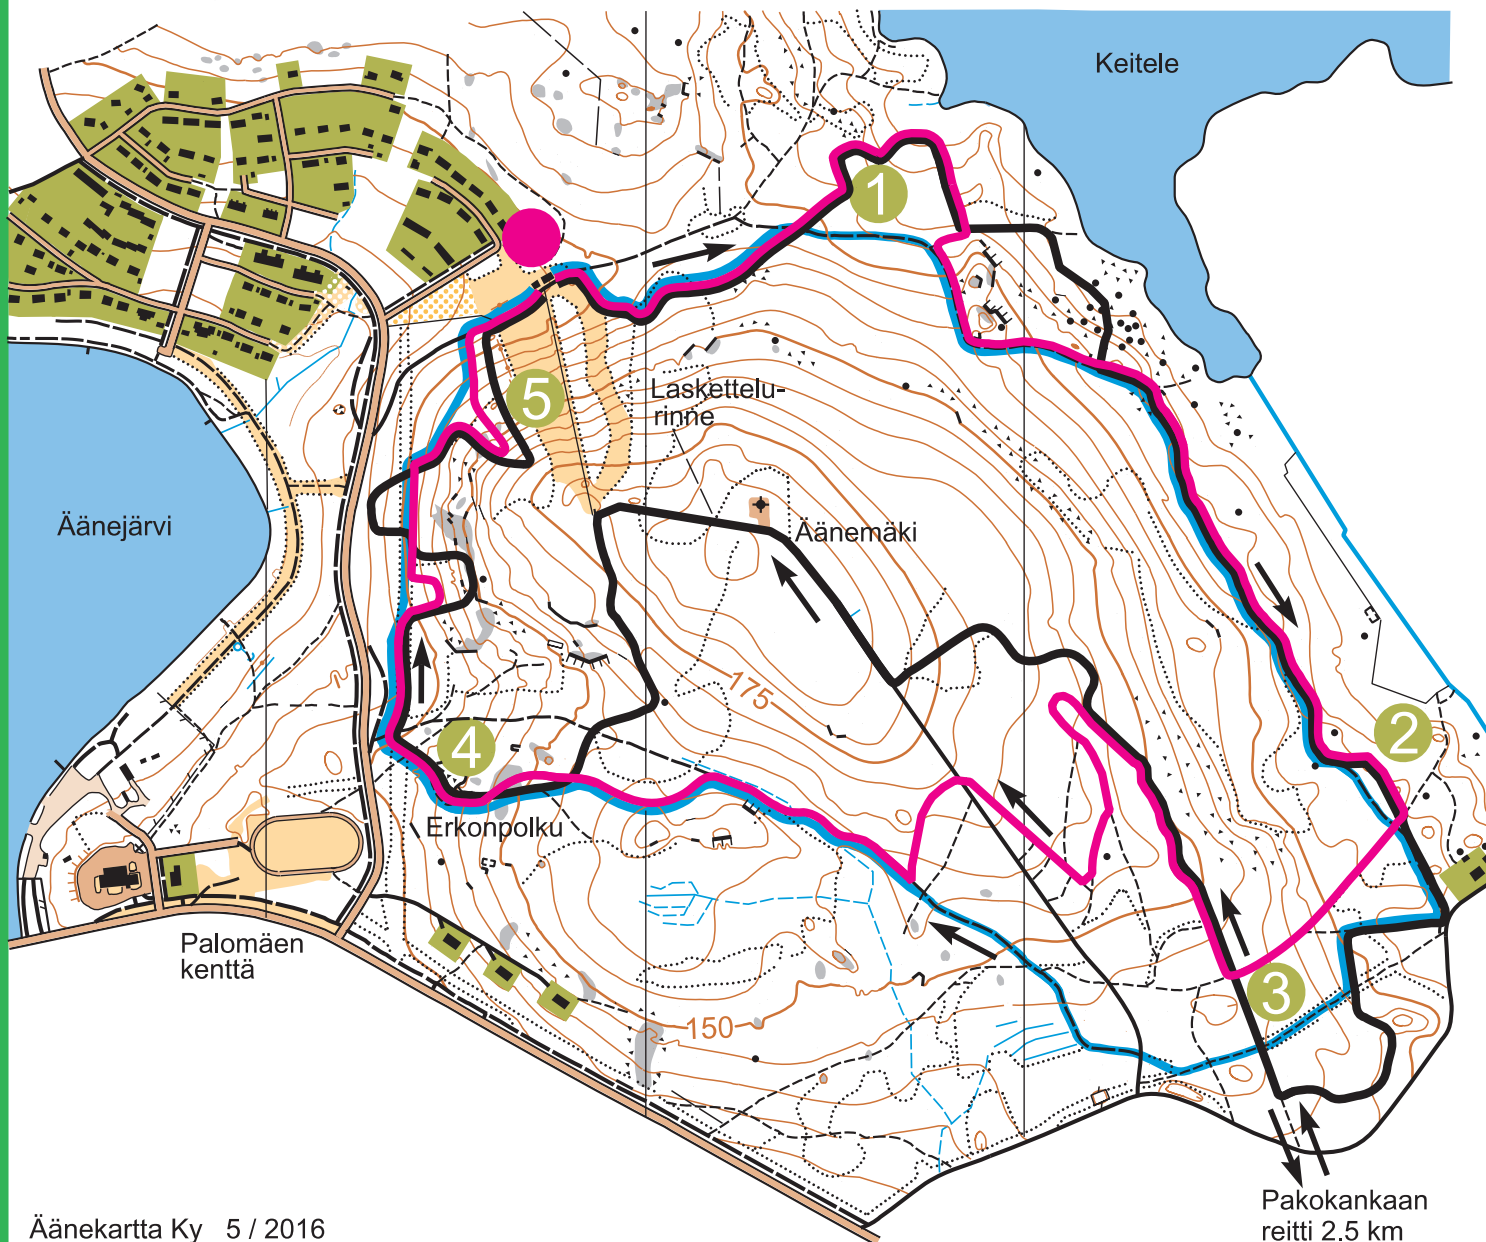 Keitele
1
Laskettelu-
rinne
5
Äänejärvi
Äänemäki
175
2
4
Erkonpolku
Palomäen
kenttä
3
150
Pakokankaan
reitti 2,5 km
Äänekartta Ky 5 / 2016